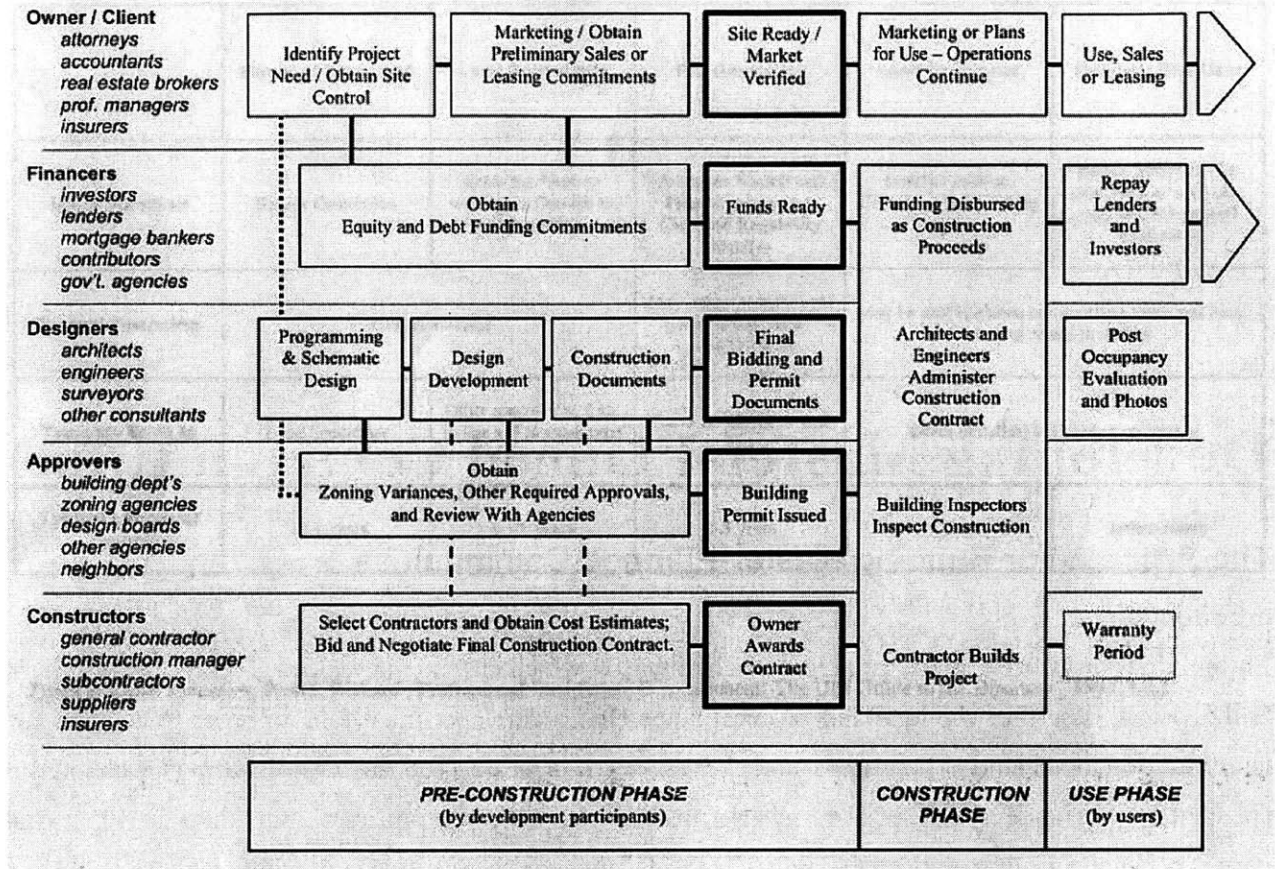 Owner / Client
attorneys
accountants
real estate brokers
prof. managers
insurers
Identify Project
Need / Obtain Site
Control
Marketing / Obtain
Preliminary Sales or
Leasing Commitments
Site Ready /
Market
Verified
Marketing or Plans
for Use – Operations
Continue
Use, Sales
or Leasing
Financers
investors
lenders
mortgage bankers
contributors
gov't. agencies
Obtain
Equity and Debt Funding Commitments
Funds Ready
Funding Disbursed
as Construction
Proceeds
Repay
Lenders
and
Investors
Designers
architects
engineers
surveyors
other consultants
Programming
& Schematic
Design
Design
Development
Construction
Documents
Final
Bidding and
Permit
Documents
Architects and
Engineers
Administer
Construction
Contract
Post
Occupancy
Evaluation
and Photos
Approvers
building dept's
zoning agencies
design boards
other agencies
neighbors
Obtain
Zoning Variances, Other Required Approvals,
and Review With Agencies
Building
Permit Issued
Building Inspectors
Inspect Construction
Constructors
general contractor
construction manager
subcontractors
suppliers
insurers
Select Contractors and Obtain Cost Estimates;
Bid and Negotiate Final Construction Contract.
Owner
Awards
Contract
Contractor Builds
Project
Warranty
Period
PRE-CONSTRUCTION PHASE
(by development participants)
CONSTRUCTION
PHASE
USE PHASE
(by users)